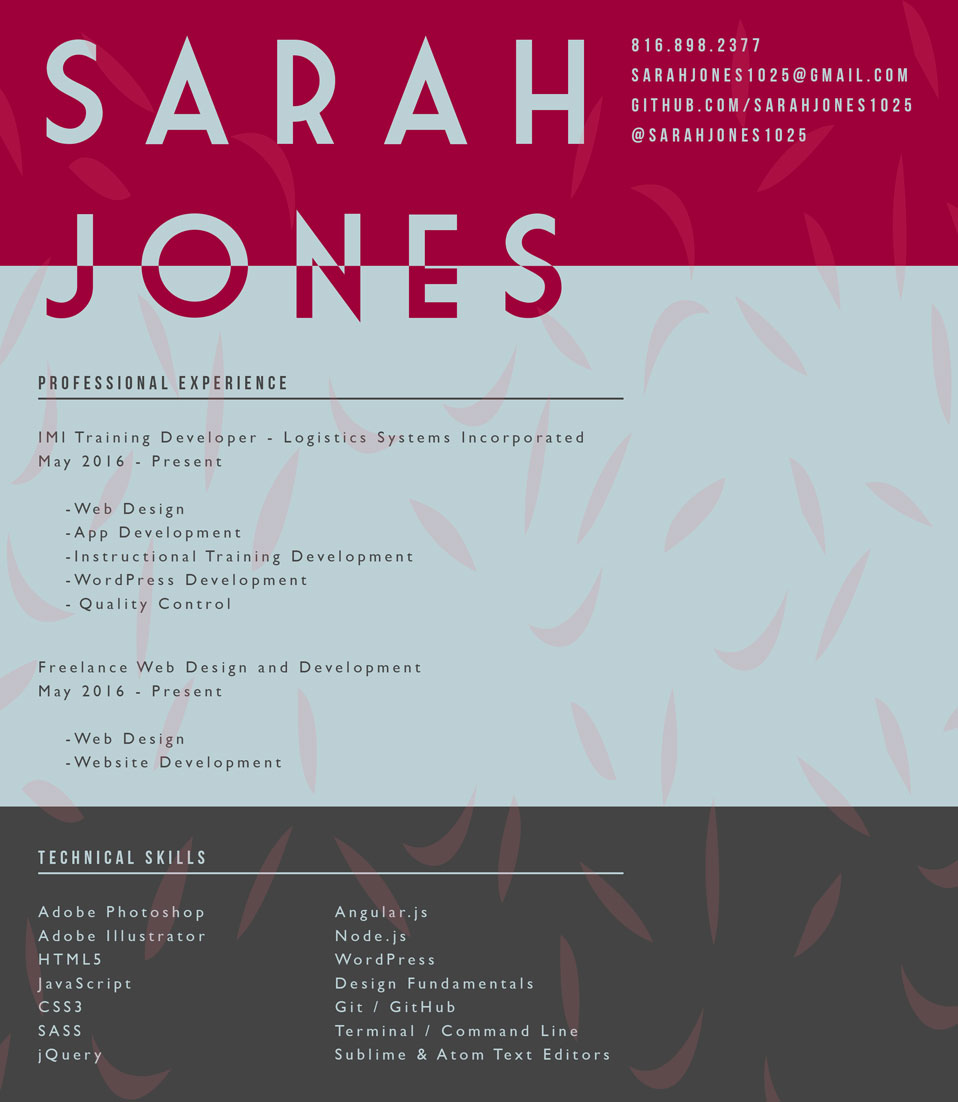 SARAH
JONES
816.898.2377
SARAHJONES1025@GMAIL.COM
GITHUB.COM/SARAHJONES1025
@SARAHJONES1025
PROFESSIONAL EXPERIENCE
IMI Training Developer - Logistics Systems Incorporated
May 2016 - Present
-Web Design
-App Development
-Instructional Training Development
-WordPress Development
- Quality Control
Freelance Web Design and Development
May 2016 - Present
-Web Design
-Website Development
TECHNICAL SKILLS
Adobe Photoshop
Adobe Illustrator
HTML5
JavaScript
CSS3
SASS
jQuery
Angular.js
Node.js
WordPress
Design Fundamentals
Git / GitHub
Terminal / Command Line
Sublime & Atom Text Editors